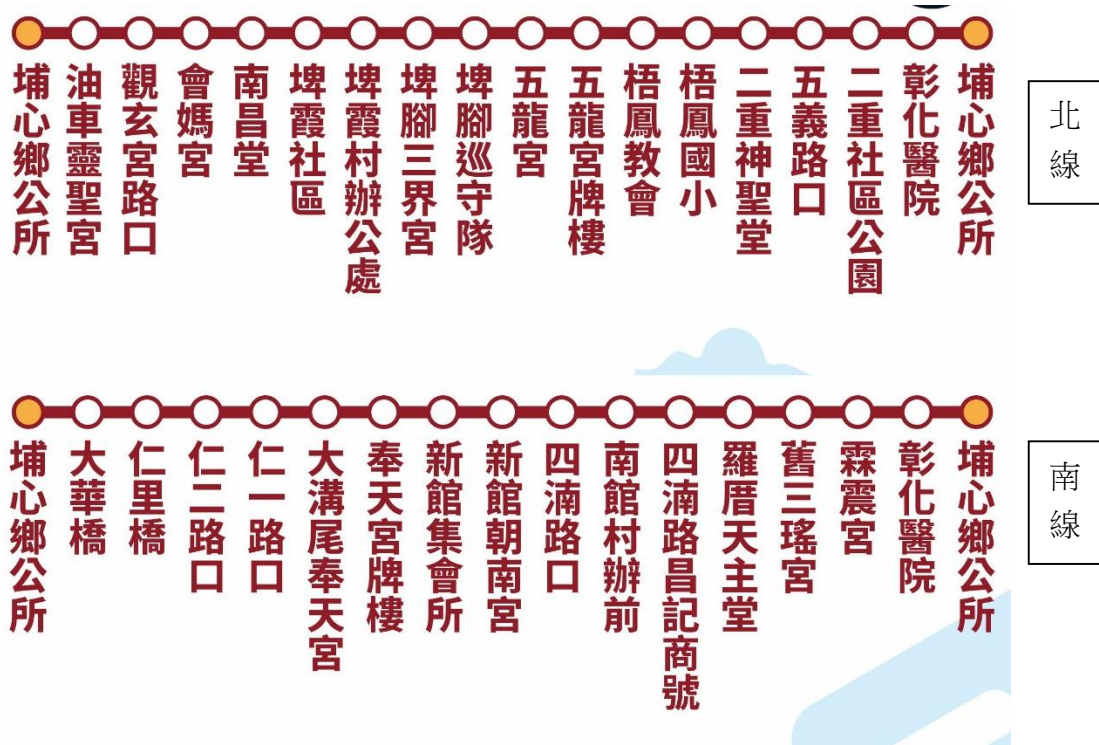 埔心鄉公所
油車靈聖宮
觀玄宮路口
會媽宮
南昌堂
埤霞社區
埤霞村辦公處
埤腳三界宮
埤腳巡守隊
五龍宮
五龍宮牌樓
梧鳳教會
梧鳳國小
二重神聖堂
五義路口
二重社區公園
彰化醫院
埔心鄉公所
北線
埔心鄉公所
大華橋
仁里橋
仁二路口
仁一路口
大溝尾奉天宮
奉天宮牌樓
新館集會所
新館朝南宮
四湳路口
南館村辦前
四湳路昌記商號
羅厝天主堂
舊三瑤宮
霖震宮
彰化醫院
埔心鄉公所
南線